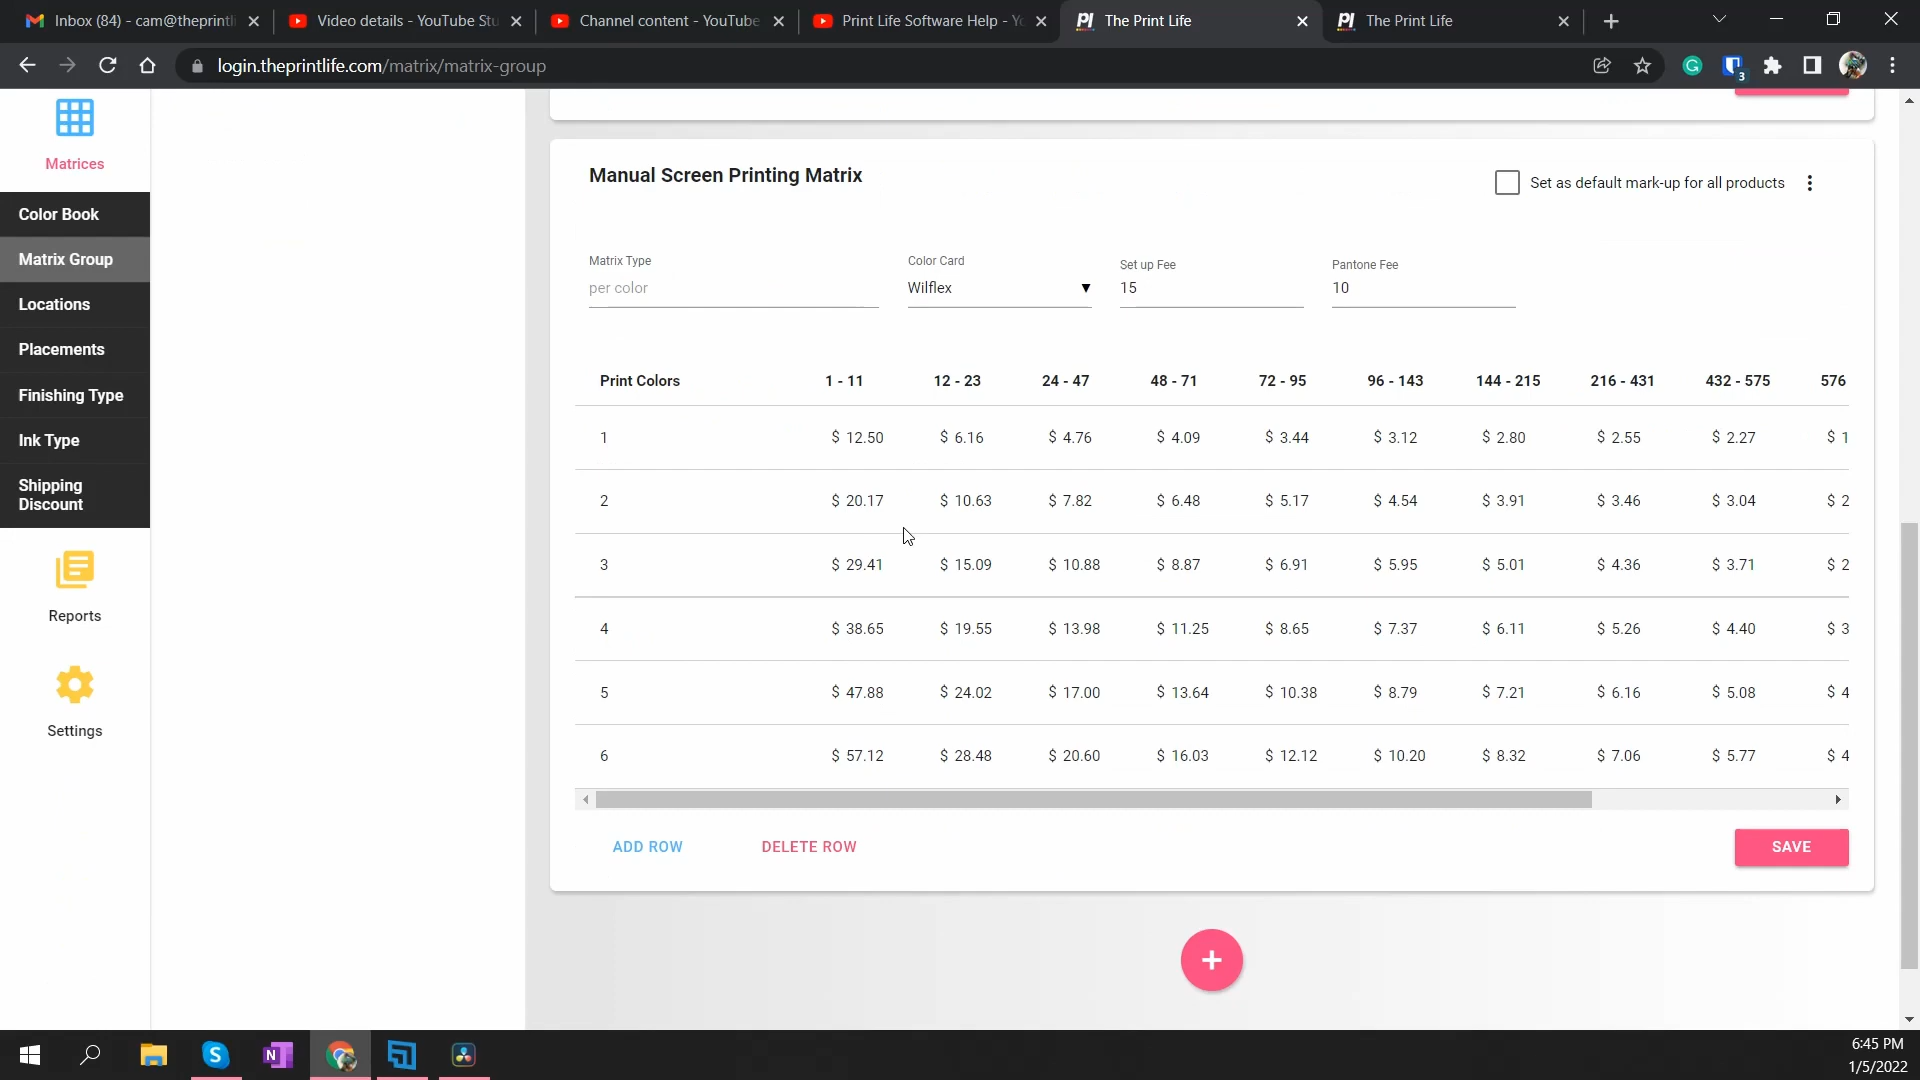 Inbox (84) - cam@theprintli
Video details - YouTube Stu
Channel content - YouTube
Print Life Software Help - Yo
The Print Life
The Print Life
login.theprintlife.com/matrix/matrix-group
3
Matrices
Color Book
Matrix Group
Locations
Placements
Finishing Type
Ink Type
Shipping
Discount
Reports
Settings
Manual Screen Printing Matrix
Set as default mark-up for all products
Matrix Type
per color
Color Card
Wilflex
Set up Fee
15
Pantone Fee
10
Print Colors 1 - 11 12 - 23 24 - 47 48 - 71 72 - 95 96 - 143 144 - 215 216 - 431 432 - 575 576
1 $ 12.50 $ 6.16 $ 4.76 $ 4.09 $ 3.44 $ 3.12 $ 2.80 $ 2.55 $ 2.27 $ 1
2 $ 20.17 $ 10.63 $ 7.82 $ 6.48 $ 5.17 $ 4.54 $ 3.91 $ 3.46 $ 3.04 $ 2
3 $ 29.41 $ 15.09 $ 10.88 $ 8.87 $ 6.91 $ 5.95 $ 5.01 $ 4.36 $ 3.71 $ 2
4 $ 38.65 $ 19.55 $ 13.98 $ 11.25 $ 8.65 $ 7.37 $ 6.11 $ 5.26 $ 4.40 $ 3
5 $ 47.88 $ 24.02 $ 17.00 $ 13.64 $ 10.38 $ 8.79 $ 7.21 $ 6.16 $ 5.08 $ 4
6 $ 57.12 $ 28.48 $ 20.60 $ 16.03 $ 12.12 $ 10.20 $ 8.32 $ 7.06 $ 5.77 $ 4
ADD ROW DELETE ROW SAVE
6:45 PM
1/5/2022